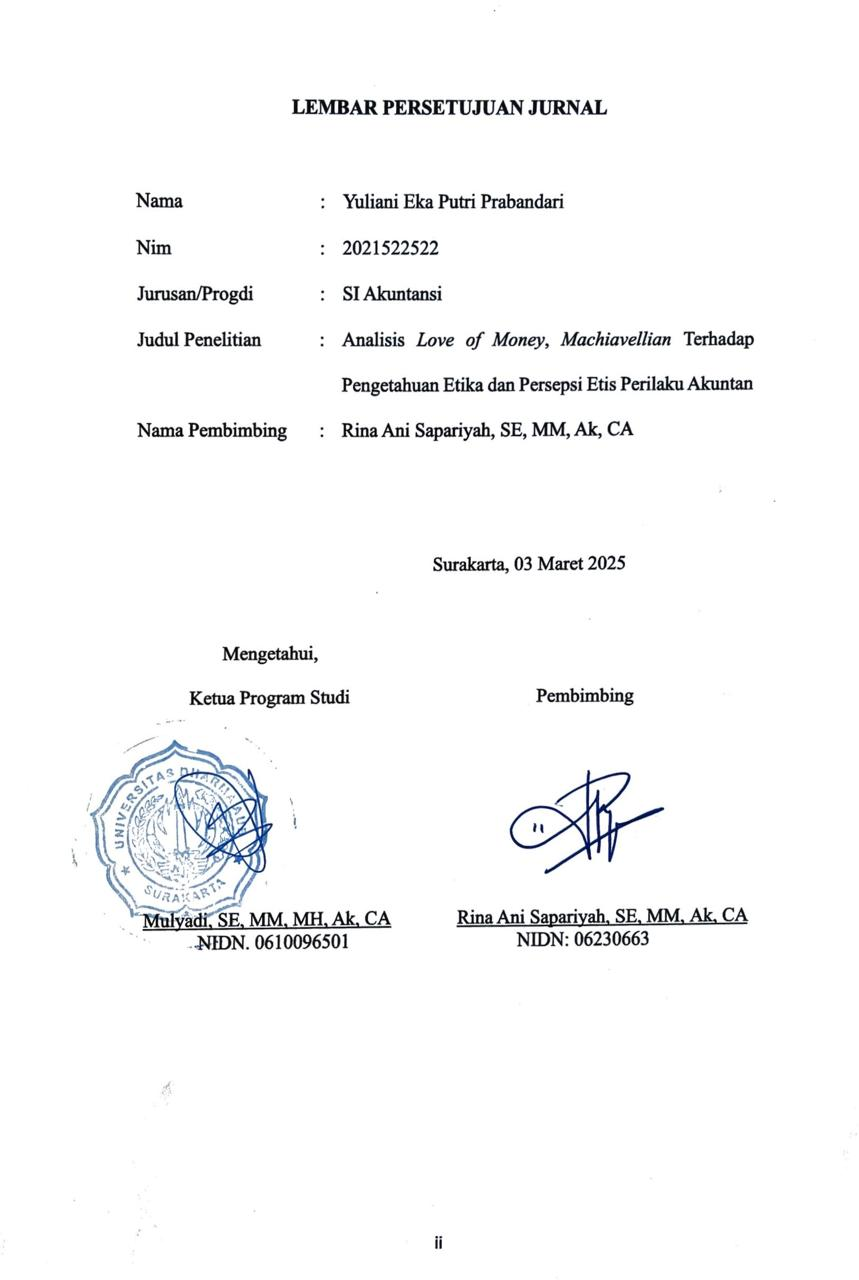 LEMBAR PERSETUJUAN JURNAL
Nama : Yuliani Eka Putri Prabandari
Nim : 2021522522
Jurusan/Progdi : SI Akuntansi
Judul Penelitian : Analisis Love of Money, Machiavellian Terhadap
Pengetahuan Etika dan Persepsi Etis Perilaku Akuntan
Nama Pembimbing : Rina Ani Sapariyah, SE, MM, Ak, CA
Surakarta, 03 Maret 2025
Mengetahui,
Ketua Program Studi
Pembimbing
UNIVERSITAS DHARMA
SURAKARTA
Mulyadi, SE, MM, MH, Ak, CA
NIDN. 0610096501
Rina Ani Sapariyah, SE, MM, Ak, CA
NIDN: 06230663
ii